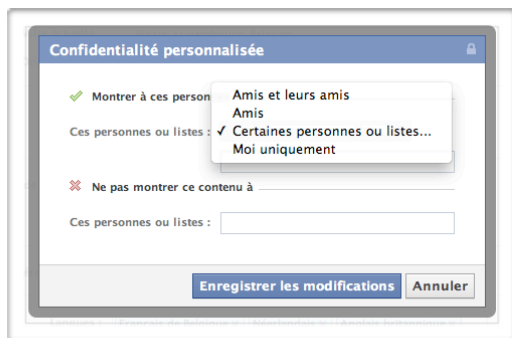 Confidentialité personnalisée
Montrer à ces person
Amis et leurs amis
Amis
Ces personnes ou listes : ✓ Certaines personnes ou listes...
Moi uniquement
Ne pas montrer ce contenu à
Ces personnes ou listes :
Enregistrer les modifications Annuler